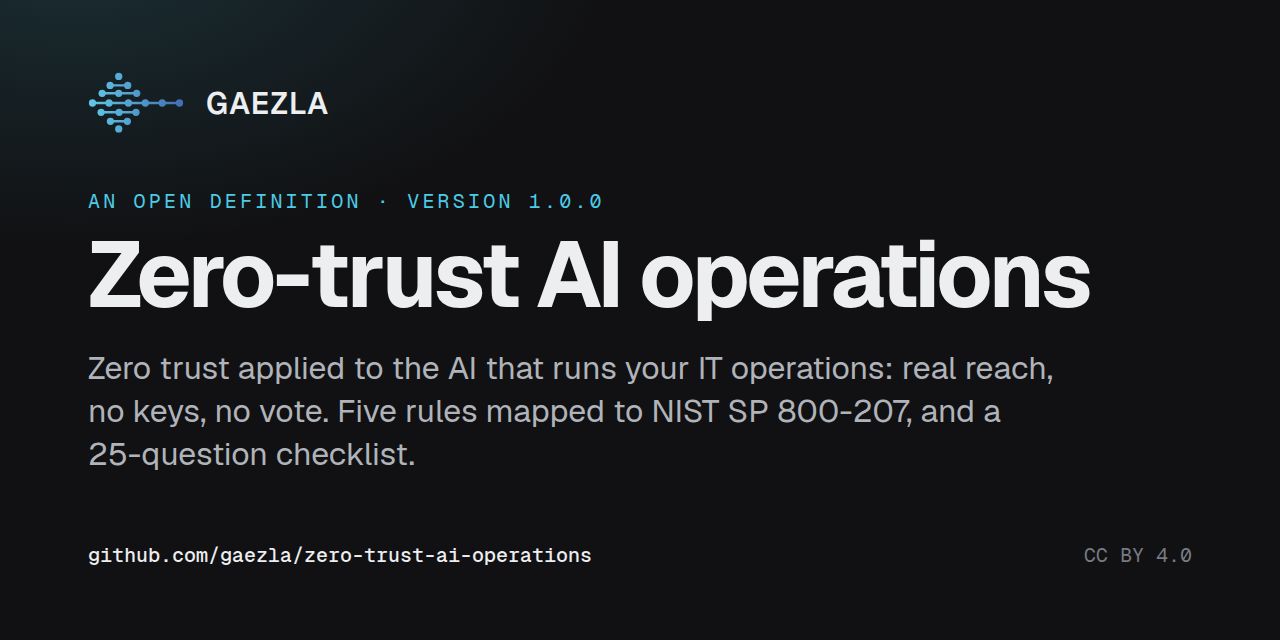 GAEZLA
AN OPEN DEFINITION · VERSION 1.0.0
Zero-trust AI operations
Zero trust applied to the AI that runs your IT operations: real reach,
no keys, no vote. Five rules mapped to NIST SP 800-207, and a
25-question checklist.
github.com/gaezla/zero-trust-ai-operations
CC BY 4.0